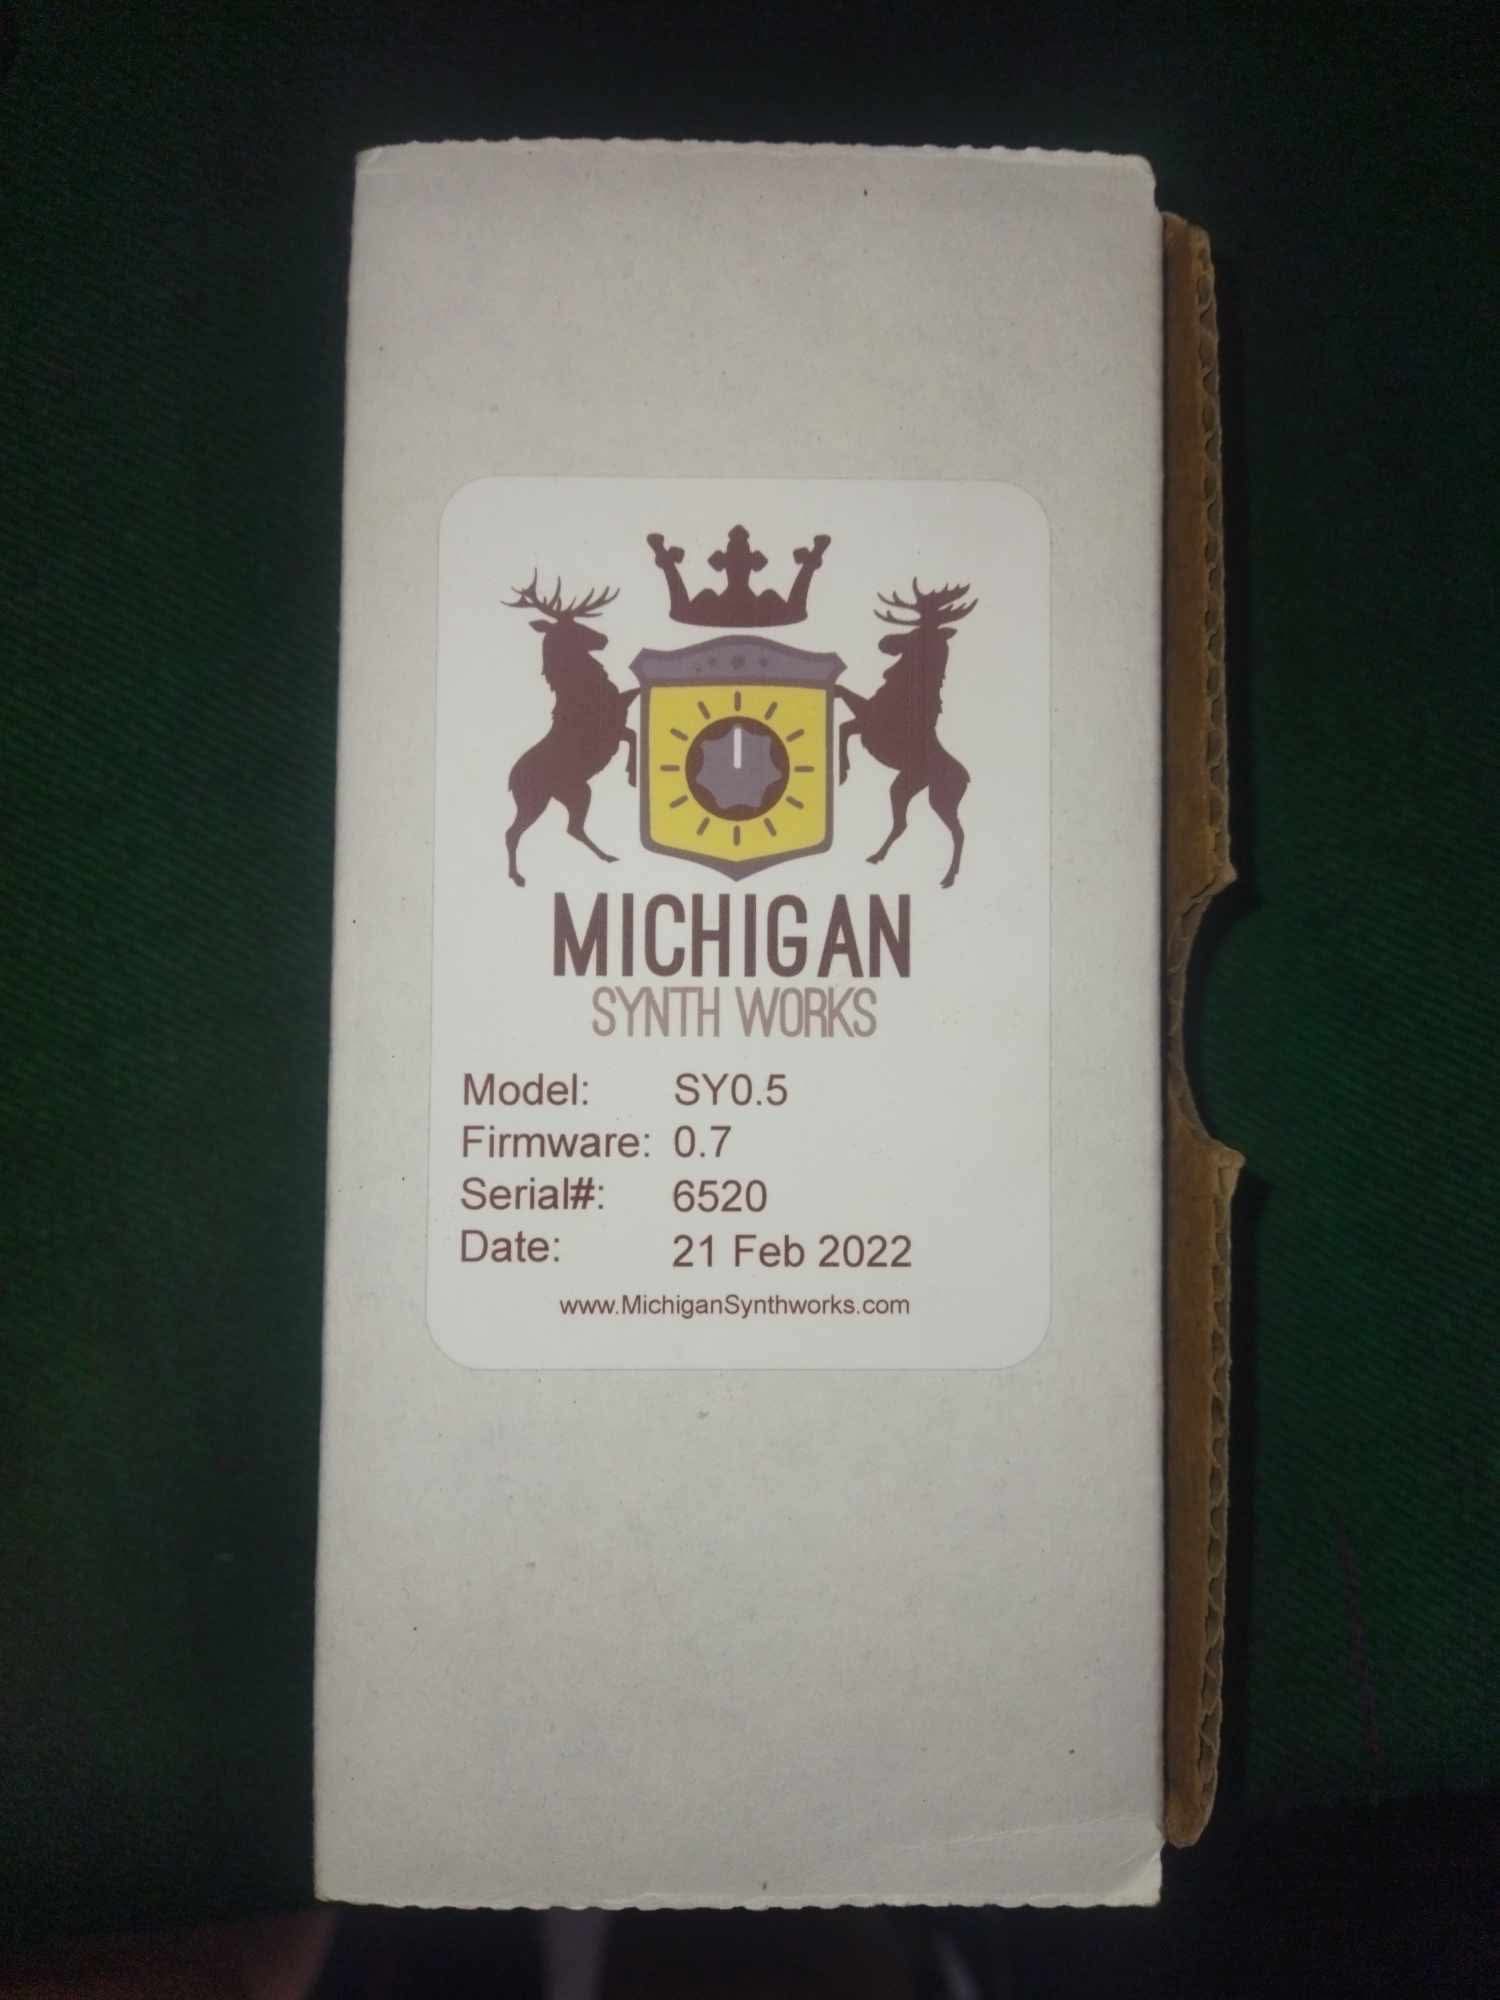 MICHIGAN
SYNTH WORKS
Model: SY0.5
Firmware: 0.7
Serial#: 6520
Date: 21 Feb 2022
www.MichiganSynthworks.com